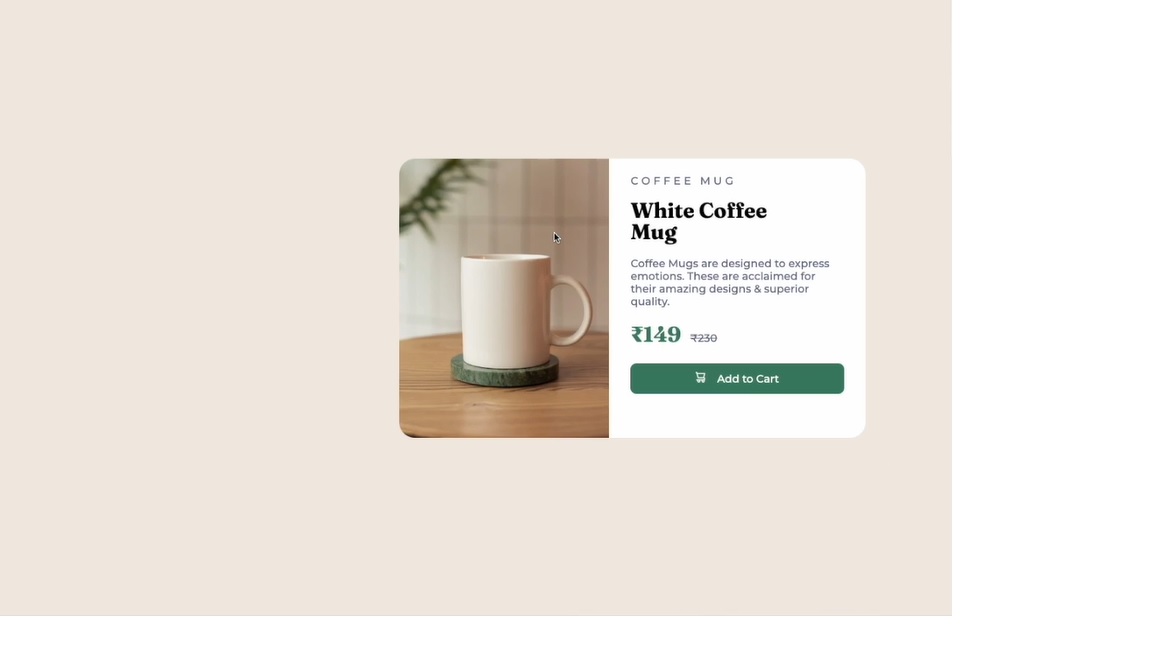 COFFEE MUG
White Coffee
Mug
Coffee Mugs are designed to express
emotions. These are acclaimed for
their amazing designs & superior
quality.
₹149 ₹230
Add to Cart